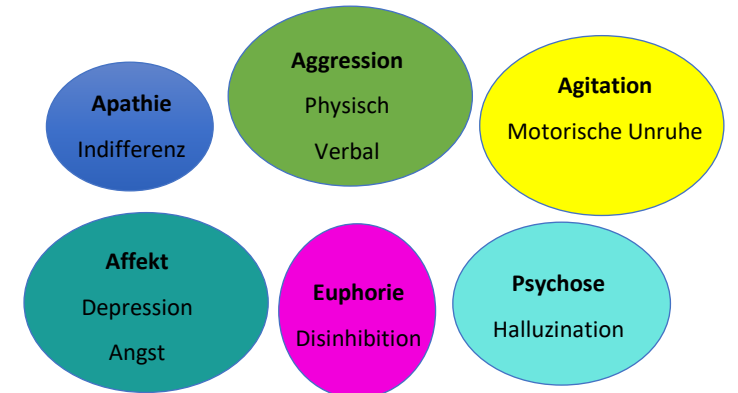 Apathie
Indifferenz
Aggression
Physisch
Verbal
Agitation
Motorische Unruhe
Affekt
Depression
Angst
Euphorie
Disinhibition
Psychose
Halluzination